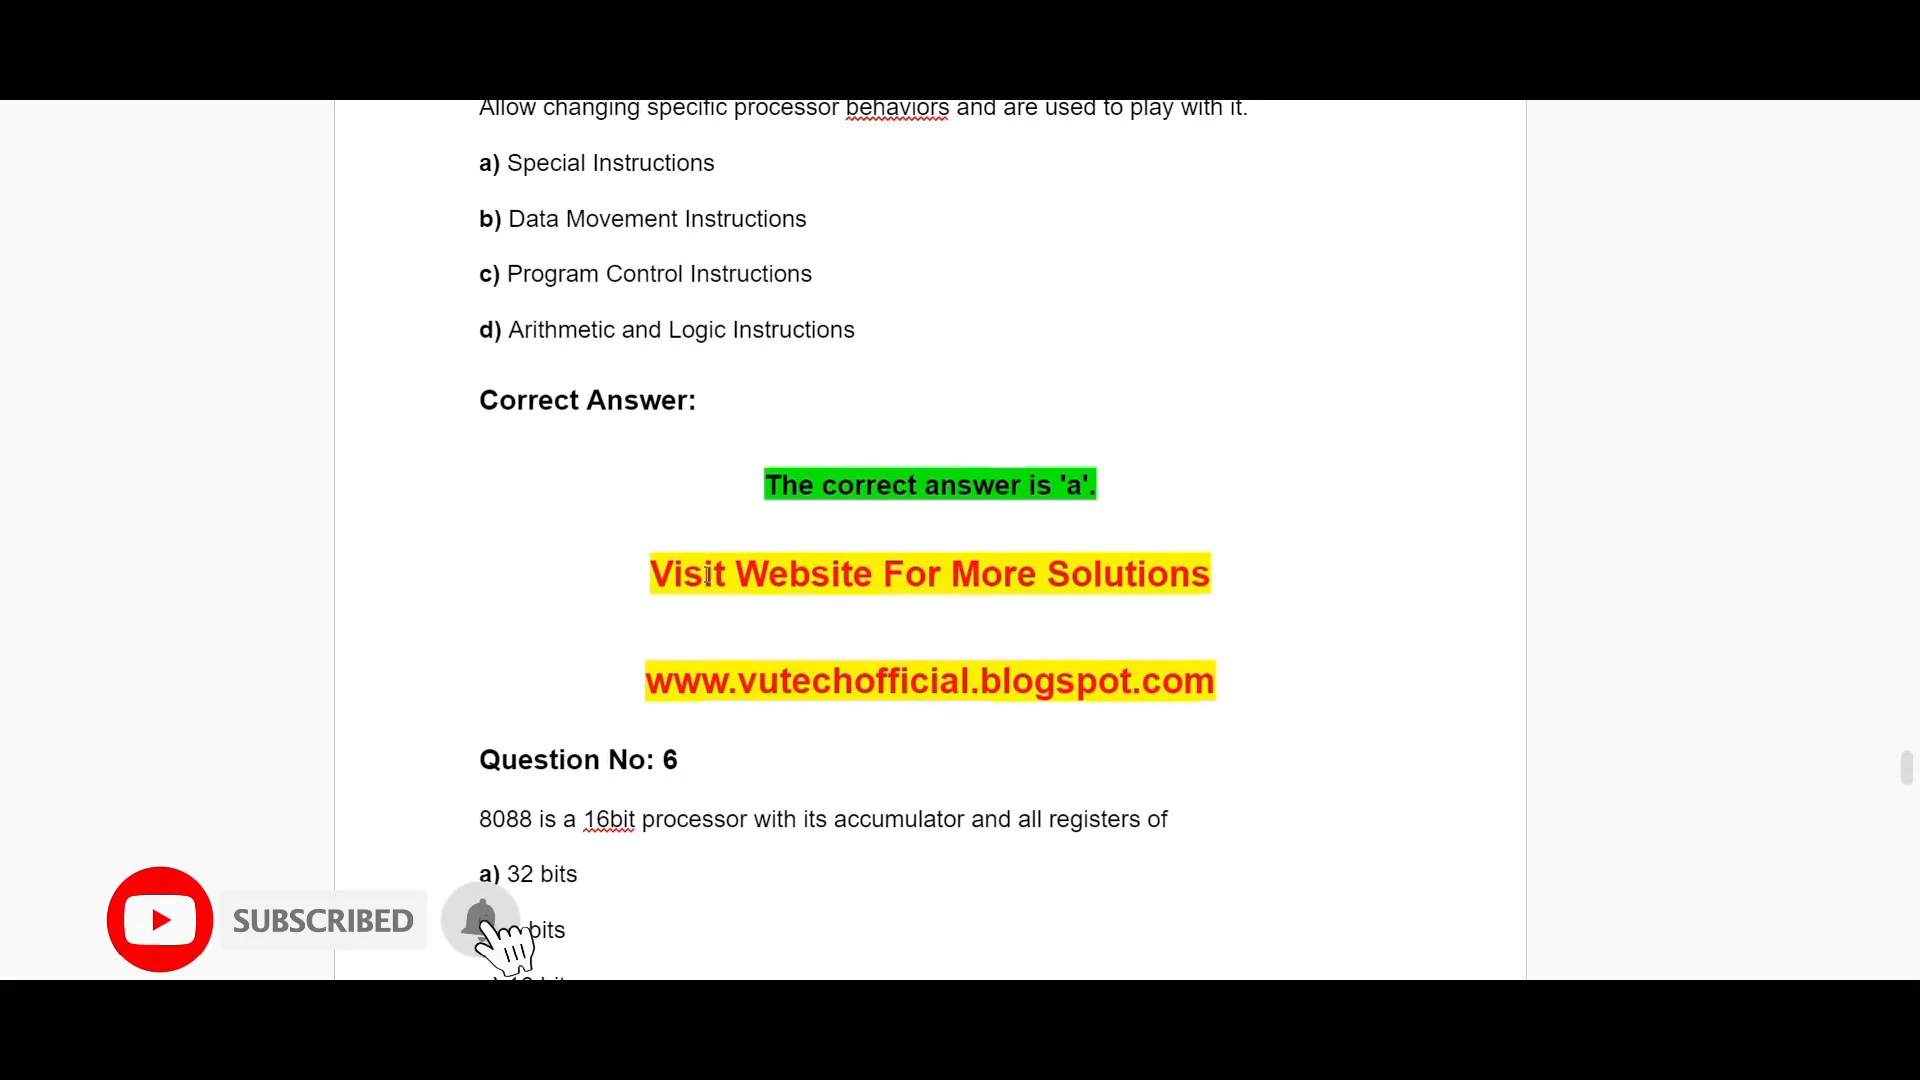 Allow changing specific processor behaviors and are used to play with it.
a) Special Instructions
b) Data Movement Instructions
c) Program Control Instructions
d) Arithmetic and Logic Instructions
Correct Answer:
The correct answer is 'a'.
Visit Website For More Solutions
www.vutechofficial.blogspot.com
Question No: 6
8088 is a 16bit processor with its accumulator and all registers of
a) 32 bits
bits
SUBSCRIBED